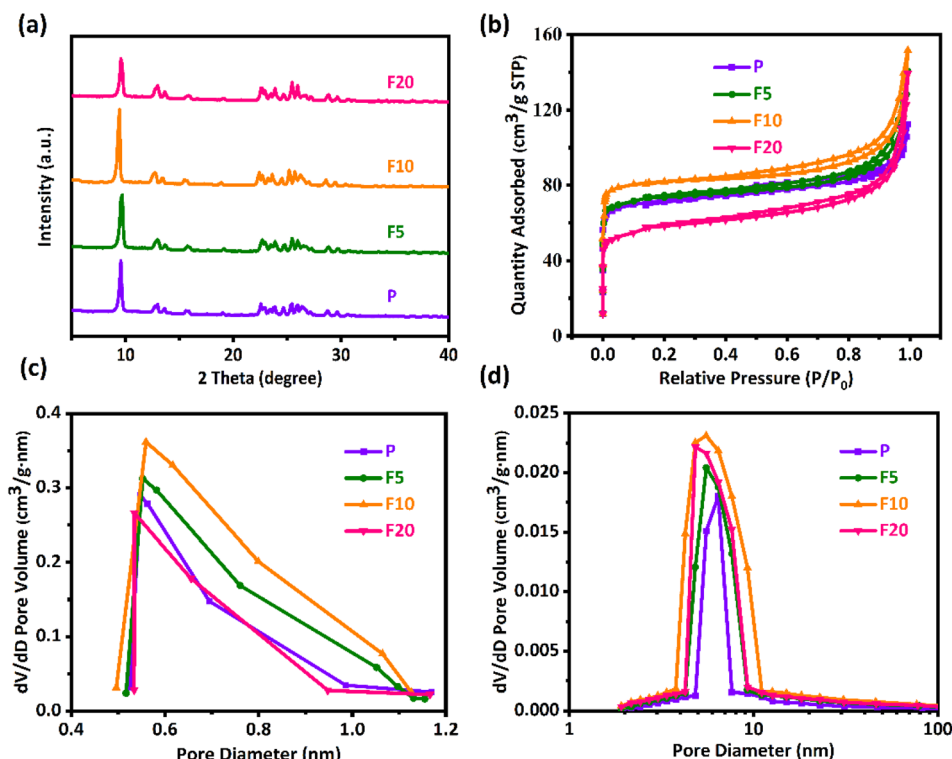 (a)
F20
F10
F5
P
Intensity (a.u.)
10 20 30 40
2 Theta (degree)
(b)
160
120
80
40
0
P
F5
F10
F20
Quantity Adsorbed (cm³/g STP)
0.0 0.2 0.4 0.6 0.8 1.0
Relative Pressure (P/P₀)
(c)
0.4
0.3
0.2
0.1
0.0
P
F5
F10
F20
dV/dD Pore Volume (cm³/g·nm)
0.4 0.6 0.8 1.0 1.2
Pore Diameter (nm)
(d)
0.025
0.020
0.015
0.010
0.005
0.000
P
F5
F10
F20
dV/dD Pore Volume (cm³/g·nm)
1 10 100
Pore Diameter (nm)